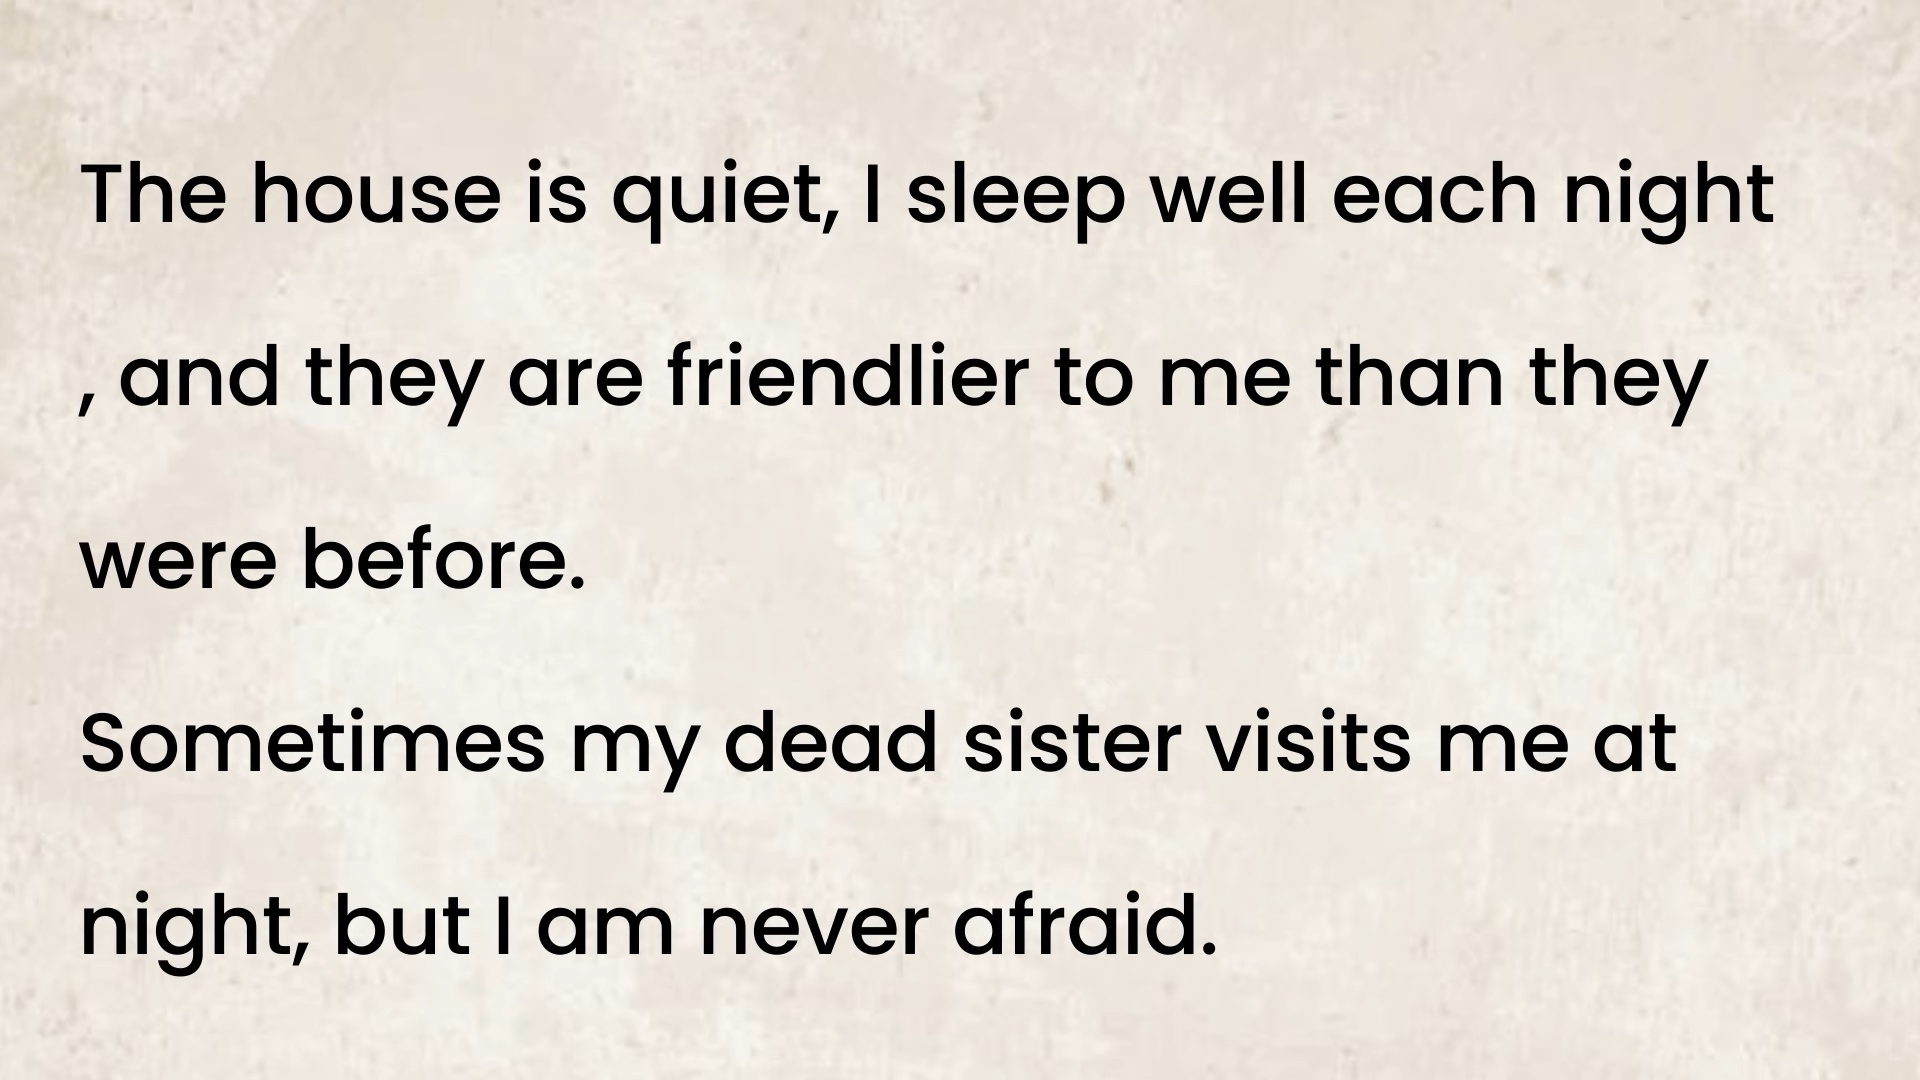 The house is quiet, I sleep well each night
, and they are friendlier to me than they
were before.
Sometimes my dead sister visits me at
night, but I am never afraid.